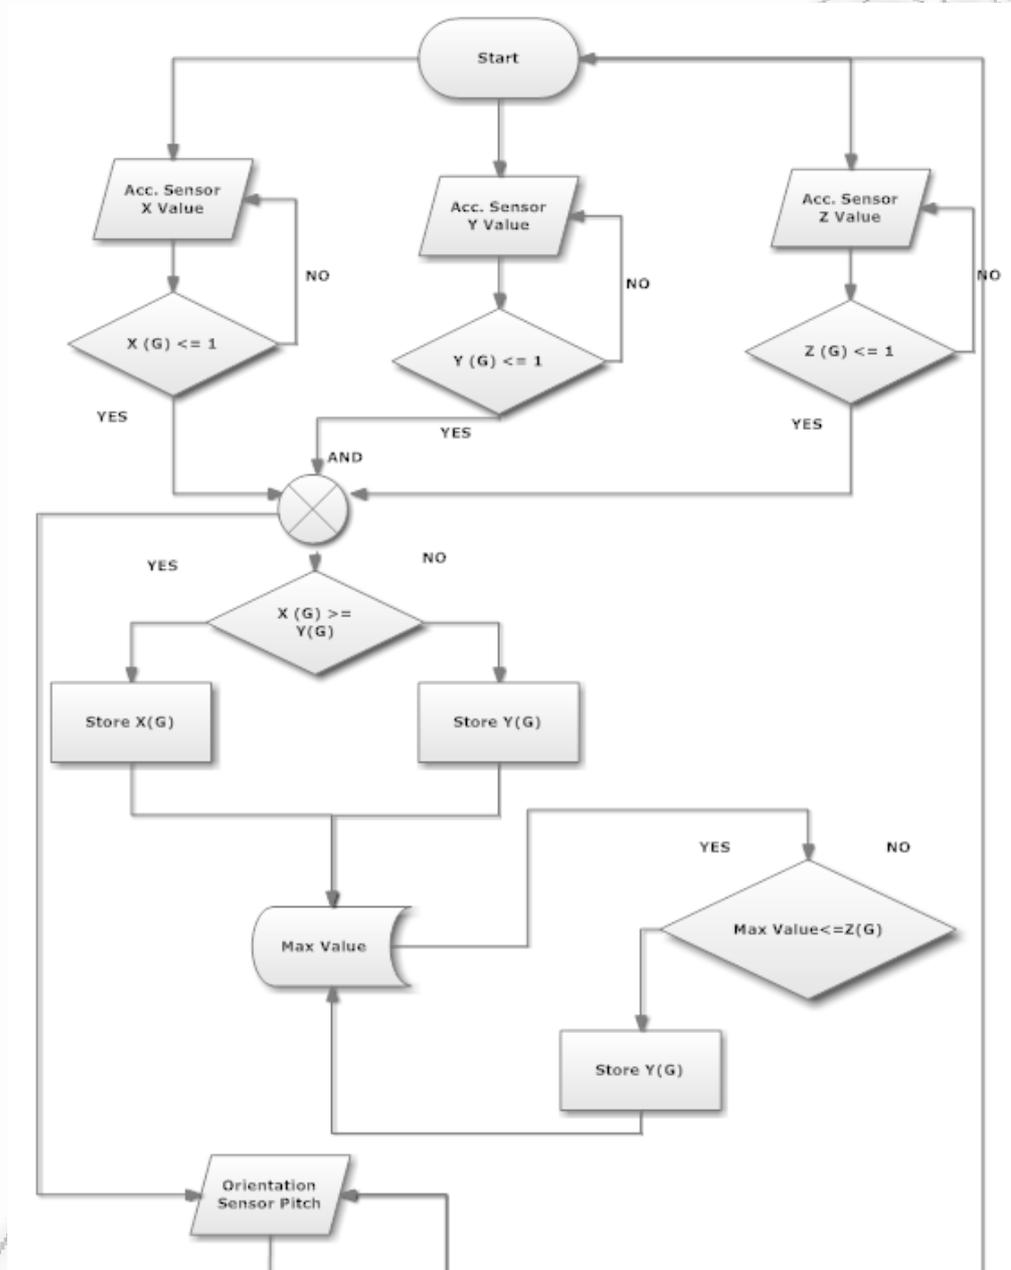 Start
Acc. Sensor
X Value
Acc. Sensor
Y Value
Acc. Sensor
Z Value
NO
NO
NO
X (G) <= 1
Y (G) <= 1
Z (G) <= 1
YES
YES
YES
AND
YES
NO
X (G) >=
Y(G)
Store X(G)
Store Y(G)
YES
NO
Max Value
Max Value<=Z(G)
Store Y(G)
Orientation
Sensor Pitch